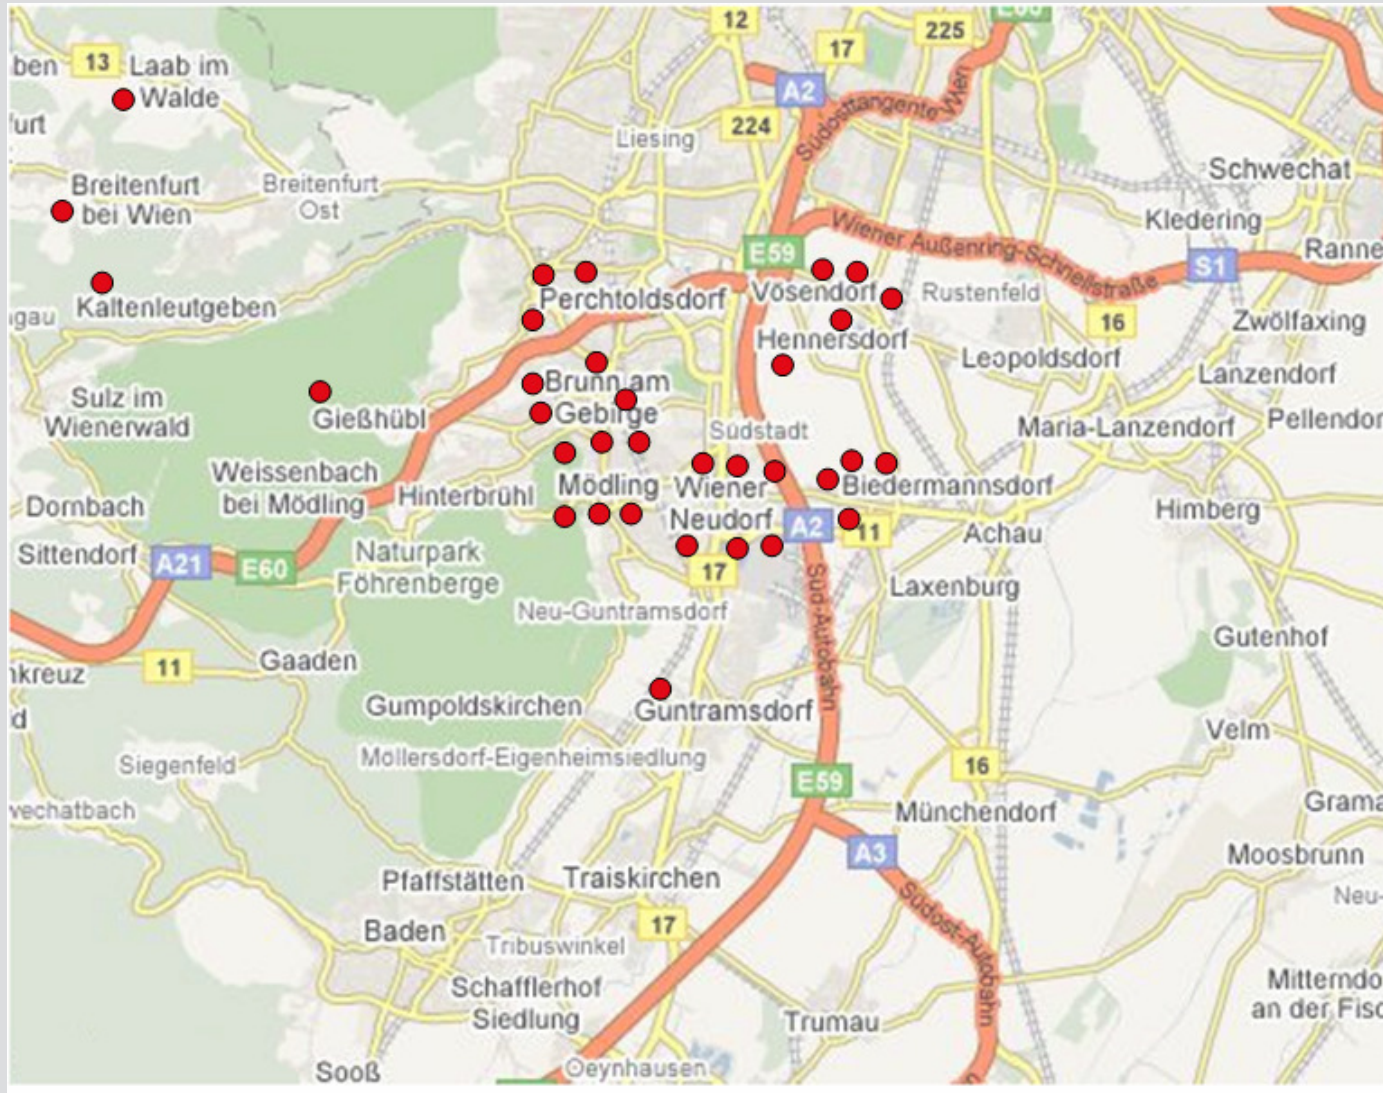 12
17
225
13
Laab im
Walde
ben
A2
Südosttangente Wien
224
furt
Liesing
Schwechat
Breitenfurt
bei Wien
Breitenfurt
Ost
Kledering
Wiener Außenring-Schnellstraße
E59
S1
Ranne
Kaltenleutgeben
Perchtoldsdorf
Vösendorf
Rustenfeld
ngau
16
Zwölfaxing
Hennersdorf
Leopoldsdorf
Lanzendorf
Brunn am
Gebirge
Sulz im
Wienerwald
Gießhübl
Südstadt
Maria-Lanzendorf
Pellendor
Weissenbach
bei Mödling
Hinterbrühl
Mödling
Wiener
Neudorf
Biedermannsdorf
Dornbach
Himberg
A2
11
Achau
Sittendorf
A21
E60
Naturpark
Föhrenberge
17
Süd-Autobahn
Laxenburg
Neu-Guntramsdorf
Gutenhof
11
Gaaden
nkreuz
Gumpoldskirchen
Guntramsdorf
rd
Velm
Möllersdorf-Eigenheimsiedlung
Siegenfeld
16
E59
wechatbach
Münchendorf
Grama
A3
Moosbrunn
Pfaffstätten
Traiskirchen
Neu-
Südost-Autobahn
Baden
17
Tribuswinkel
Schafflerhof
Siedlung
Mitterndo
an der Fisc
Trumau
Sooß
Oeynhausen